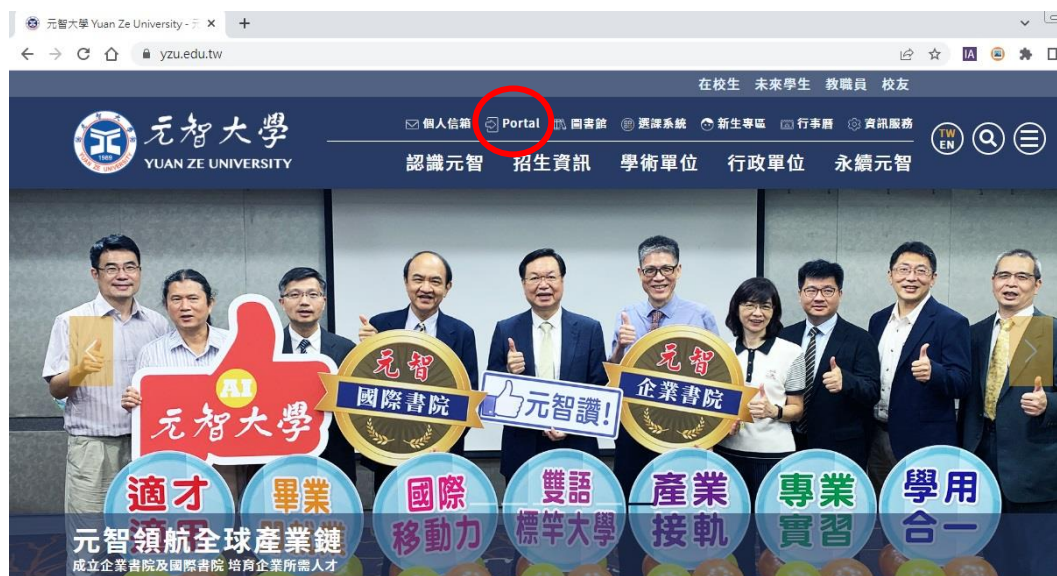 元智大學 Yuan Ze University - 元
yzu.edu.tw
IA
在校生 未來學生 教職員 校友
元智大學
YUAN ZE UNIVERSITY
1989
個人信箱 Portal 圖書館 選課系統 新生專區 行事曆 資訊服務
TW
EN
認識元智 招生資訊 學術單位 行政單位 永續元智
AI
元智大學
元智
國際書院
元智讚!
元智
企業書院
適才
適用
畢業
國際
移動力
雙語
標竿大學
產業
接軌
專業
實習
學用
合一
元智領航全球產業鏈
成立企業書院及國際書院 培育企業所需人才